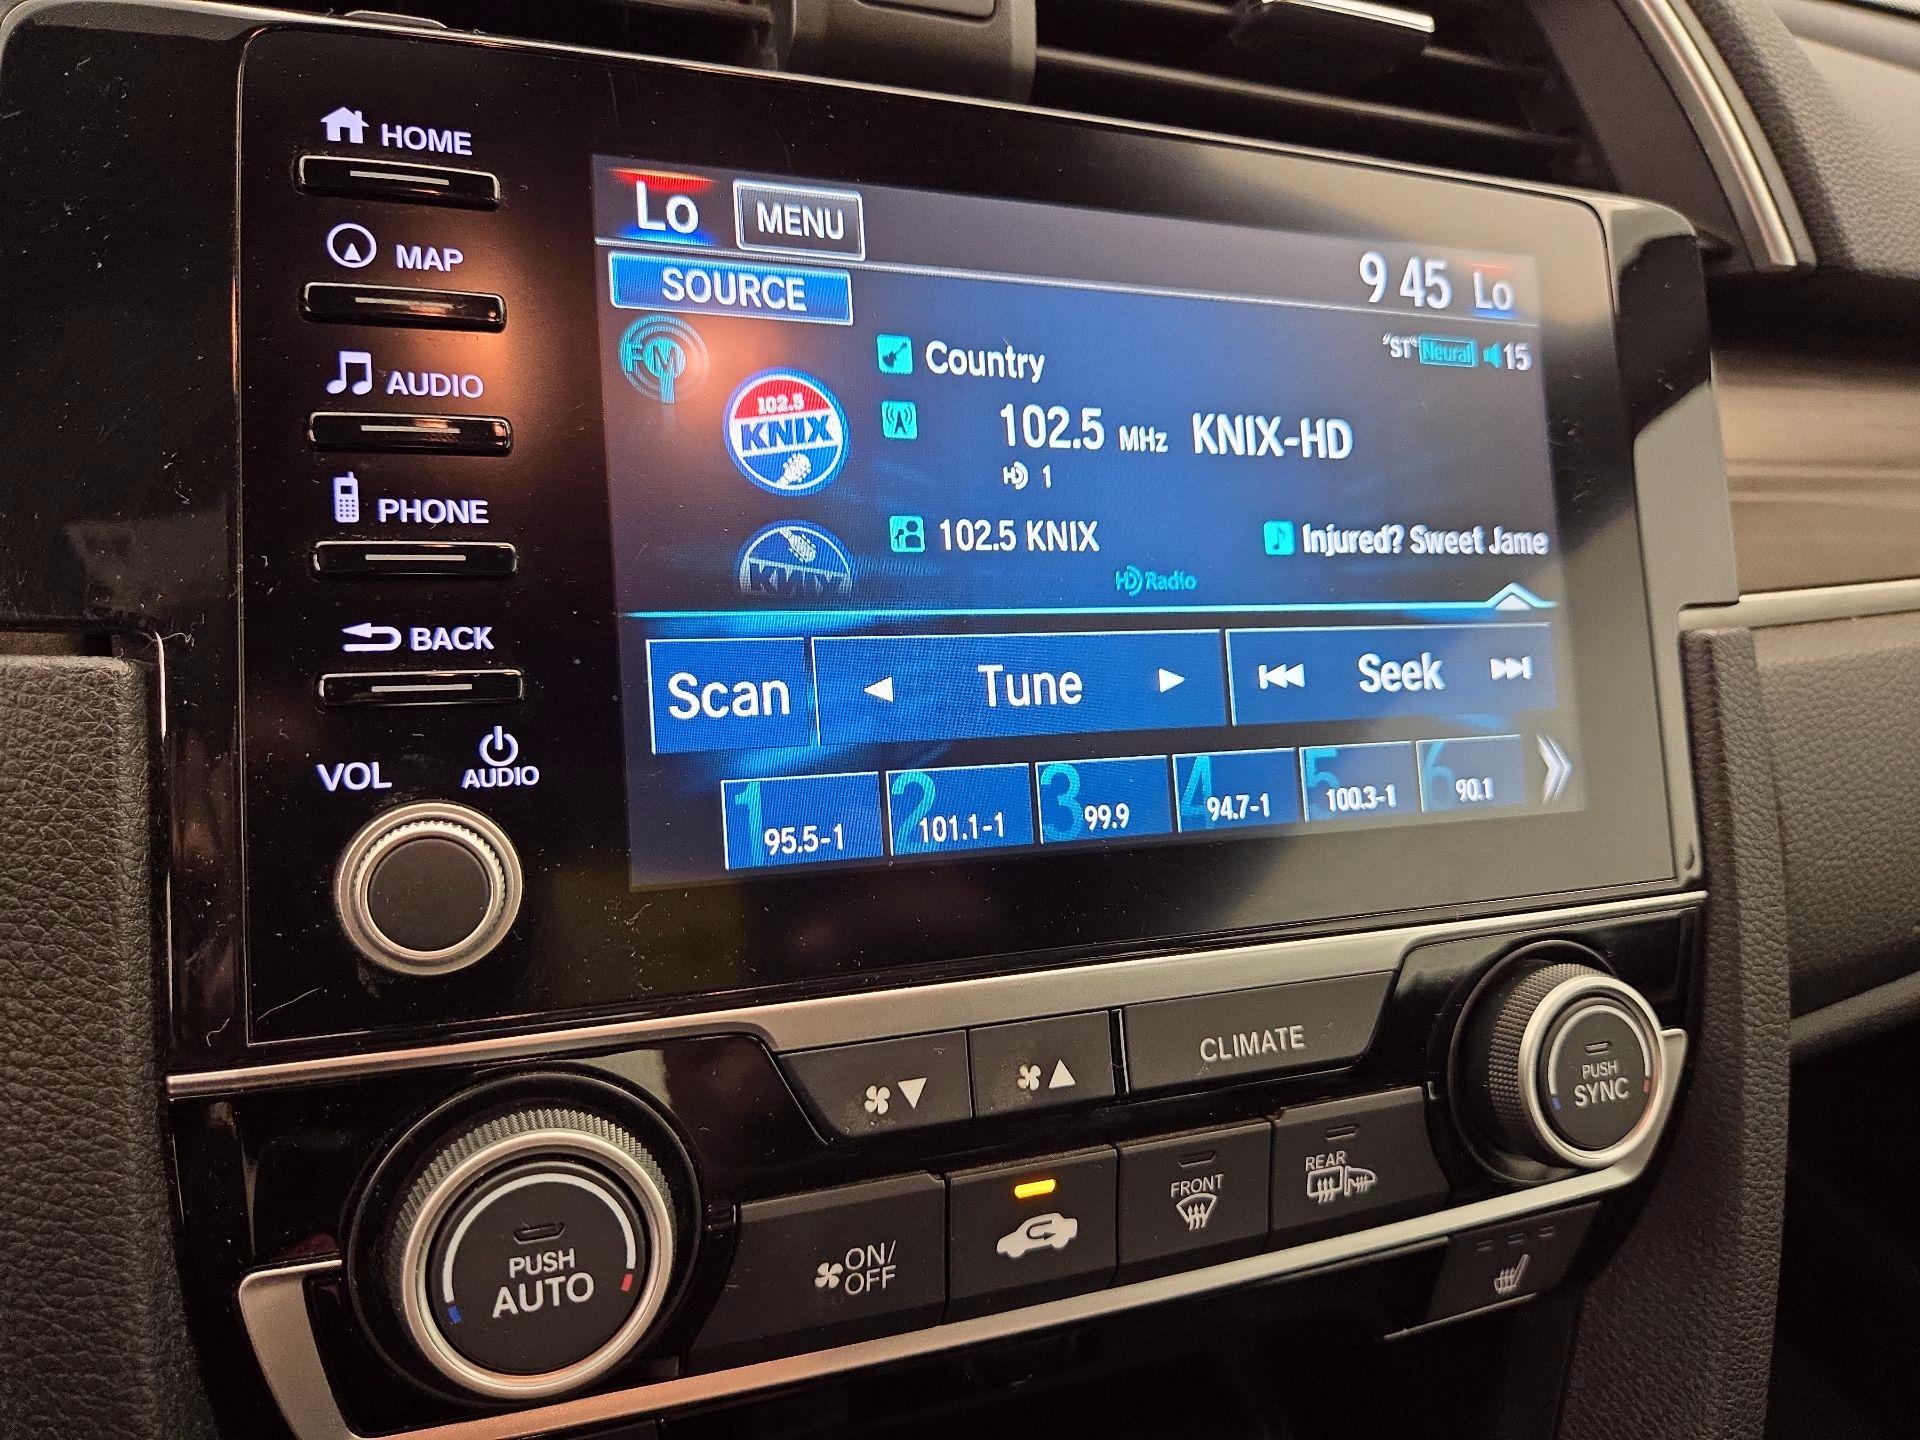 HOME
MAP
AUDIO
PHONE
BACK
VOL
AUDIO
Lo
MENU
9 45
Lo
SOURCE
FM
Country
"ST"
Neural
15
102.5
KNIX
102.5 MHz KNIX-HD
HD 1
102.5 KNIX
Injured? Sweet Jame
KNIX
HD Radio
Scan
Tune
Seek
1
95.5-1
2
101.1-1
3
99.9
4
94.7-1
5
100.3-1
6
90.1
CLIMATE
PUSH
SYNC
PUSH
AUTO
ON/
OFF
FRONT
REAR